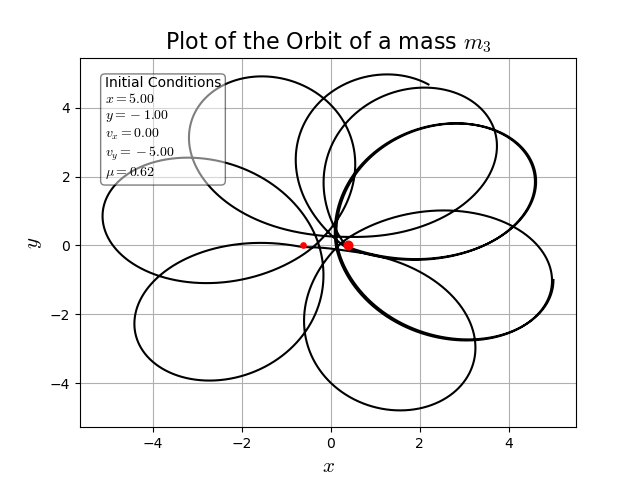 Plot of the Orbit of a mass m₃
Initial Conditions
x = 5.00
y = − 1.00
vₓ = 0.00
v_y = − 5.00
μ = 0.62
4
2
0
−2
−4
y
−4
−2
0
2
4
x